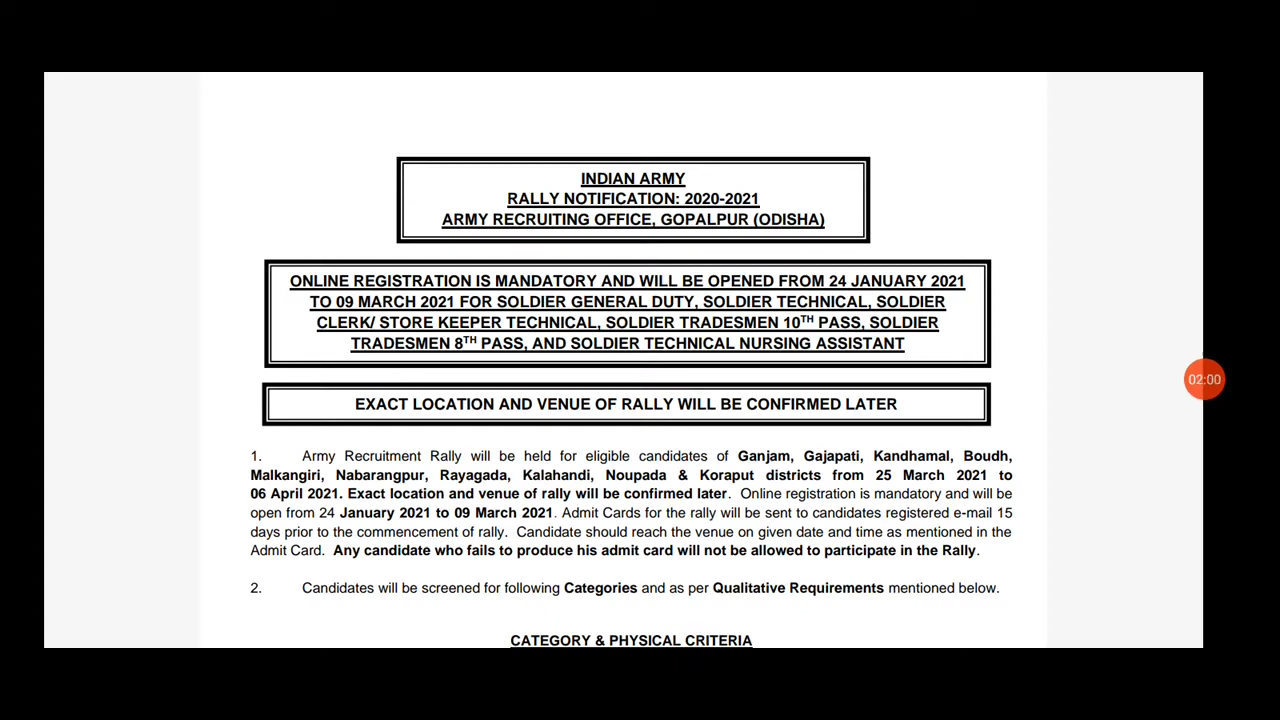 INDIAN ARMY
RALLY NOTIFICATION: 2020-2021
ARMY RECRUITING OFFICE, GOPALPUR (ODISHA)
ONLINE REGISTRATION IS MANDATORY AND WILL BE OPENED FROM 24 JANUARY 2021
TO 09 MARCH 2021 FOR SOLDIER GENERAL DUTY, SOLDIER TECHNICAL, SOLDIER
CLERK/ STORE KEEPER TECHNICAL, SOLDIER TRADESMEN 10TH PASS, SOLDIER
TRADESMEN 8TH PASS, AND SOLDIER TECHNICAL NURSING ASSISTANT
EXACT LOCATION AND VENUE OF RALLY WILL BE CONFIRMED LATER
02:00
1. Army Recruitment Rally will be held for eligible candidates of Ganjam, Gajapati, Kandhamal, Boudh,
Malkangiri, Nabarangpur, Rayagada, Kalahandi, Noupada & Koraput districts from 25 March 2021 to
06 April 2021. Exact location and venue of rally will be confirmed later. Online registration is mandatory and will be
open from 24 January 2021 to 09 March 2021. Admit Cards for the rally will be sent to candidates registered e-mail 15
days prior to the commencement of rally. Candidate should reach the venue on given date and time as mentioned in the
Admit Card. Any candidate who fails to produce his admit card will not be allowed to participate in the Rally.
2. Candidates will be screened for following Categories and as per Qualitative Requirements mentioned below.
CATEGORY & PHYSICAL CRITERIA